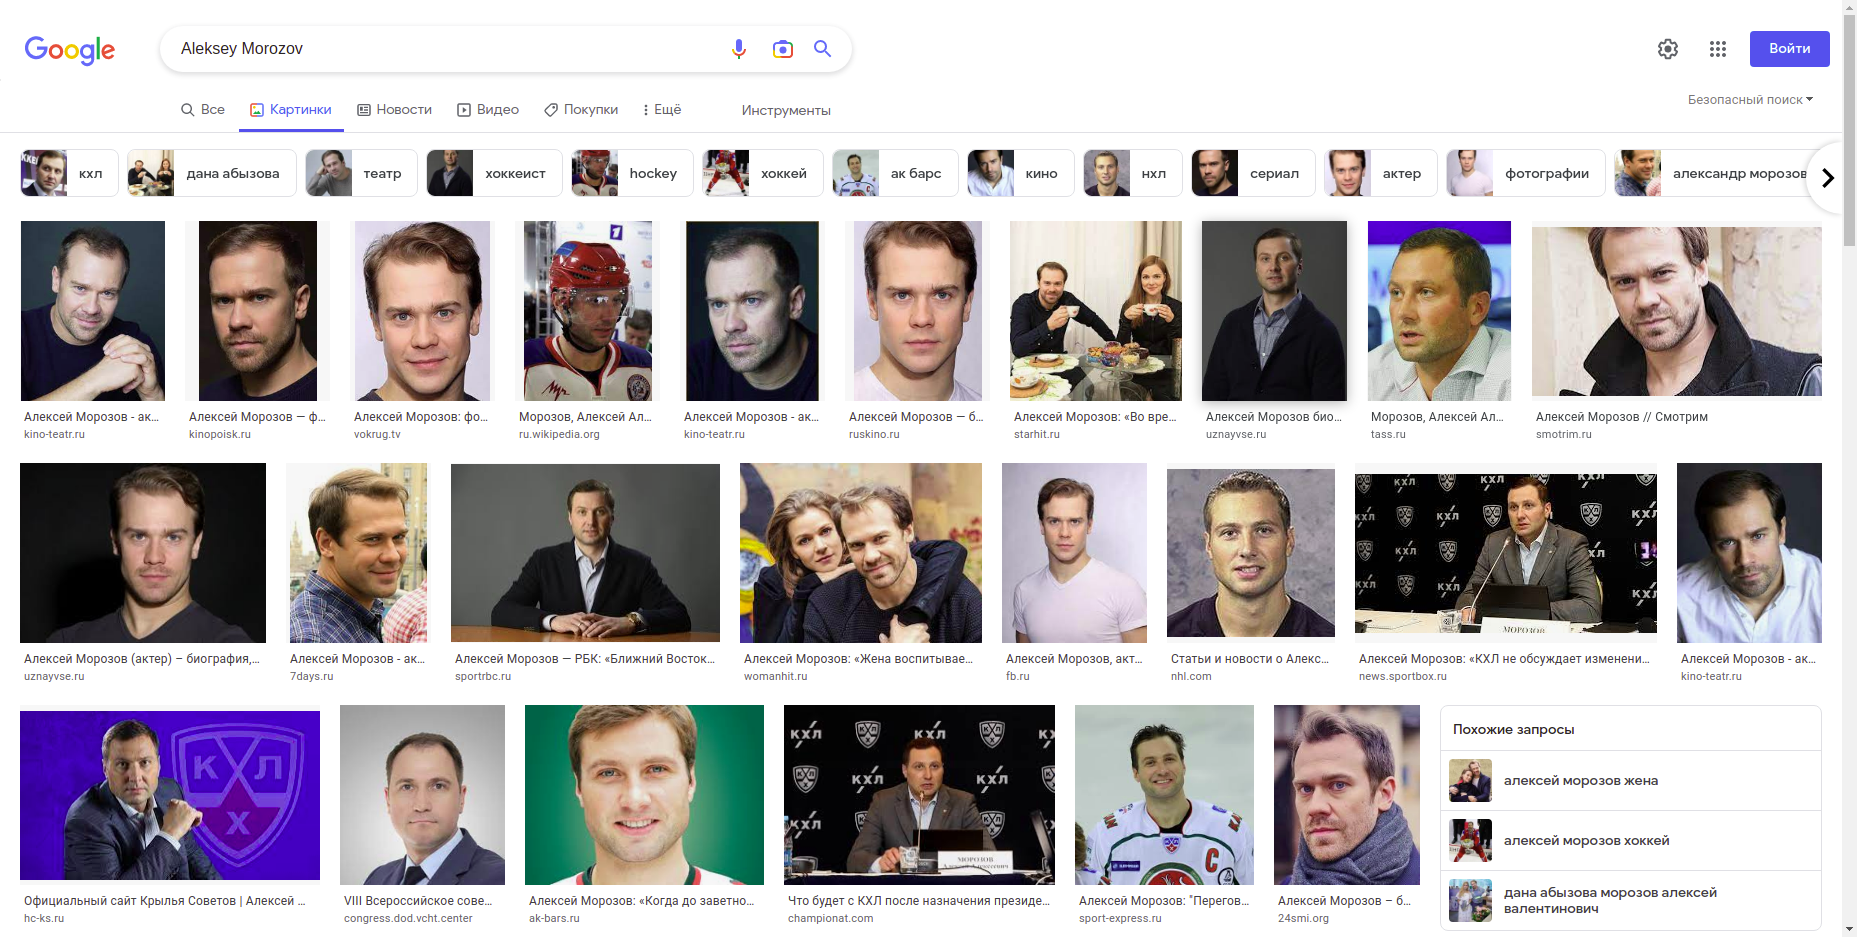 Google
Aleksey Morozov
Войти
Все
Картинки
Новости
Видео
Покупки
Ещё
Инструменты
Безопасный поиск
кхл
дана абызова
театр
хоккеист
hockey
хоккей
ак барс
кино
нхл
сериал
актер
фотографии
александр морозов
Алексей Морозов - ак...
kino-teatr.ru
Алексей Морозов — ф...
kinopoisk.ru
Алексей Морозов: фо...
vokrug.tv
Морозов, Алексей Ал...
ru.wikipedia.org
Алексей Морозов - ак...
kino-teatr.ru
Алексей Морозов — б...
ruskino.ru
Алексей Морозов: «Во вре...
starhit.ru
Алексей Морозов био...
uznayvse.ru
Морозов, Алексей Ал...
tass.ru
Алексей Морозов // Смотрим
smotrim.ru
Алексей Морозов (актер) – биография,...
uznayvse.ru
Алексей Морозов - ак...
7days.ru
Алексей Морозов — РБК: «Ближний Восток...
sportrbc.ru
Алексей Морозов: «Жена воспитывае...
womanhit.ru
Алексей Морозов, акт...
fb.ru
Статьи и новости о Алекс...
nhl.com
КХЛ
МОРОЗОВ
Алексей Морозов: «КХЛ не обсуждает изменени...
news.sportbox.ru
Алексей Морозов - ак...
kino-teatr.ru
КХЛ
Официальный сайт Крылья Советов | Алексей ...
hc-ks.ru
VIII Всероссийское сове...
congress.dod.vcht.center
Алексей Морозов: «Когда до заветно...
ak-bars.ru
КХЛ
МОРОЗОВ
Что будет с КХЛ после назначения президе...
championat.com
C
Алексей Морозов: "Перегов...
sport-express.ru
Алексей Морозов – б...
24smi.org
Похожие запросы
алексей морозов жена
алексей морозов хоккей
дана абызова морозов алексей
валентинович